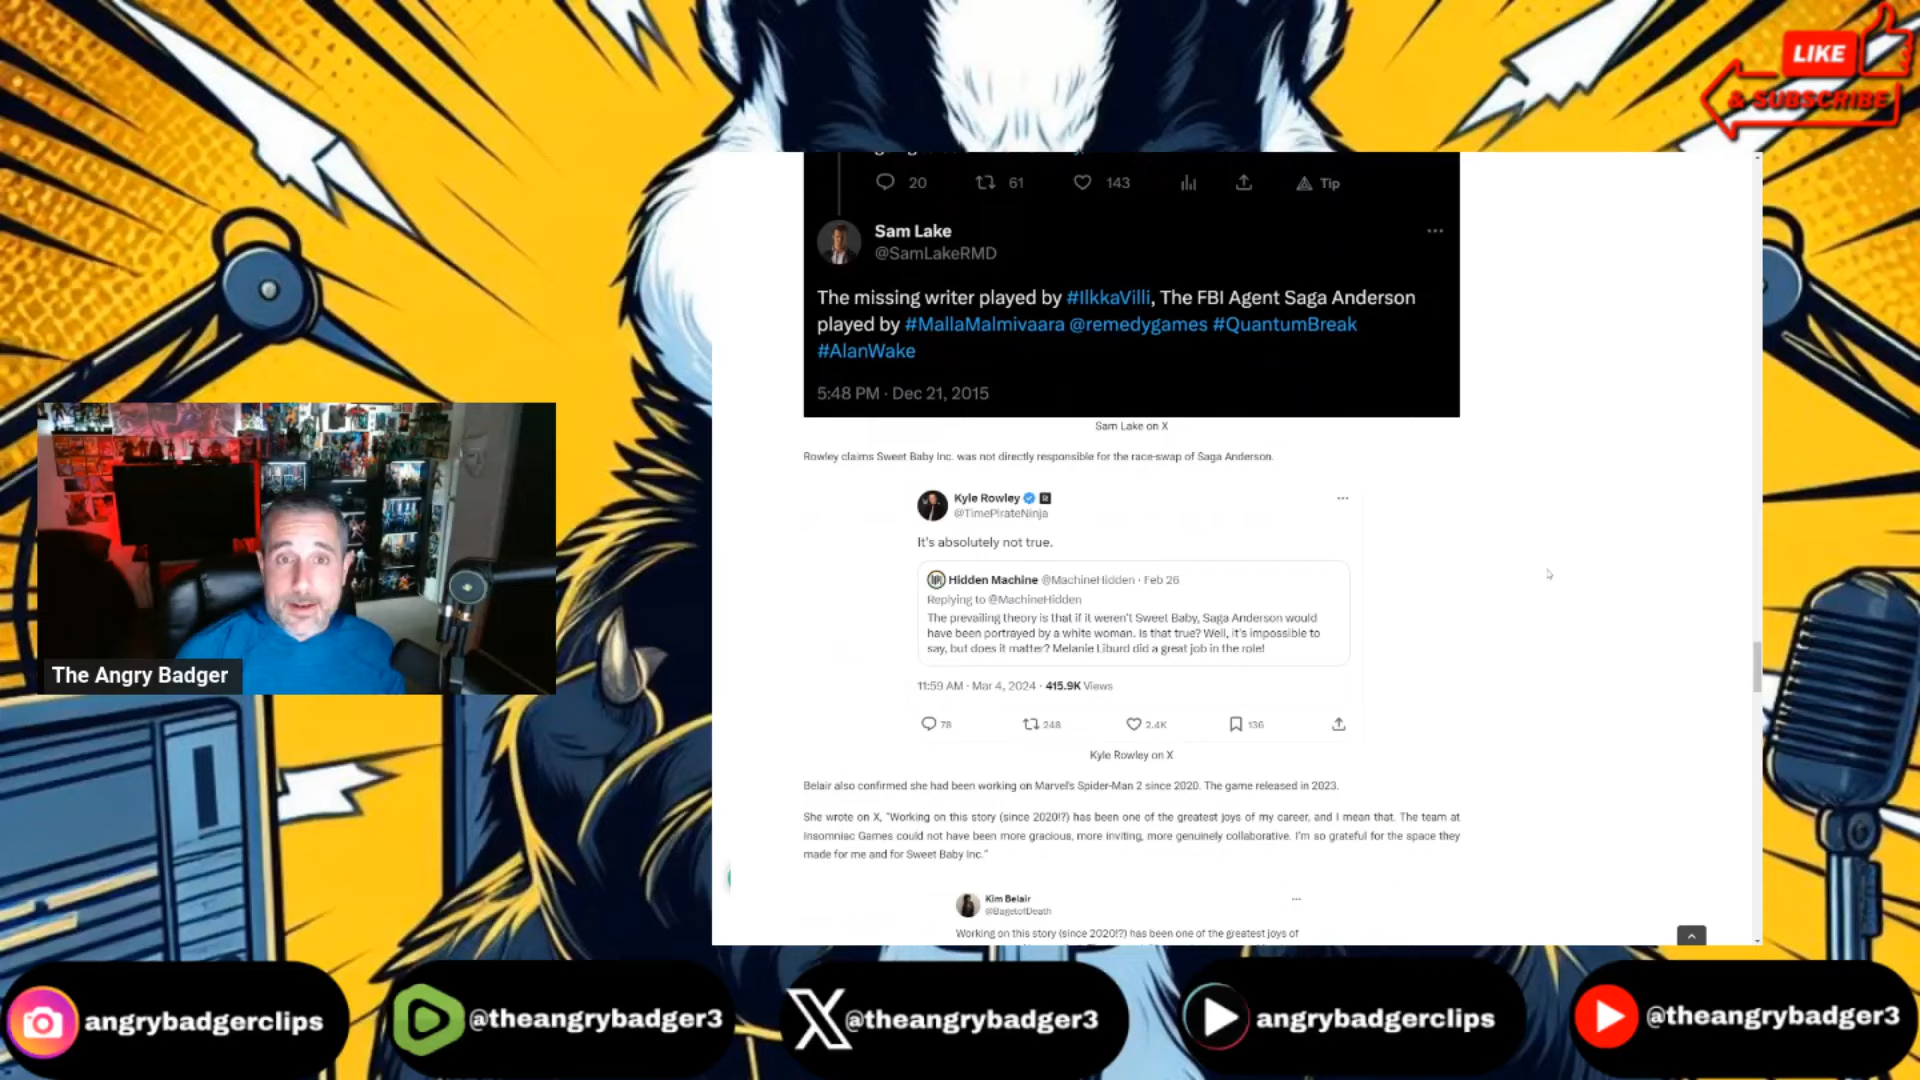 LIKE
& SUBSCRIBE
20
61
143
Tip
Sam Lake
@SamLakeRMD
The missing writer played by #IlkkaVilli, The FBI Agent Saga Anderson
played by #MallaMalmivaara @remedygames #QuantumBreak
#AlanWake
5:48 PM · Dec 21, 2015
Sam Lake on X
Rowley claims Sweet Baby Inc. was not directly responsible for the race-swap of Saga Anderson.
Kyle Rowley
@TimePirateNinja
It's absolutely not true.
Hidden Machine @MachineHidden · Feb 26
Replying to @MachineHidden
The prevailing theory is that if it weren't Sweet Baby, Saga Anderson would
have been portrayed by a white woman. Is that true? Well, it's impossible to
say, but does it matter? Melanie Liburd did a great job in the role!
11:59 AM · Mar 4, 2024 · 415.9K Views
78
248
2.4K
136
Kyle Rowley on X
Belair also confirmed she had been working on Marvel's Spider-Man 2 since 2020. The game released in 2023.
She wrote on X, "Working on this story (since 2020!?) has been one of the greatest joys of my career, and I mean that. The team at
Insomniac Games could not have been more gracious, more inviting, more genuinely collaborative. I'm so grateful for the space they
made for me and for Sweet Baby Inc."
Kim Belair
@BagelofDeath
Working on this story (since 2020!?) has been one of the greatest joys of
The Angry Badger
angrybadgerclips
@theangrybadger3
@theangrybadger3
angrybadgerclips
@theangrybadger3